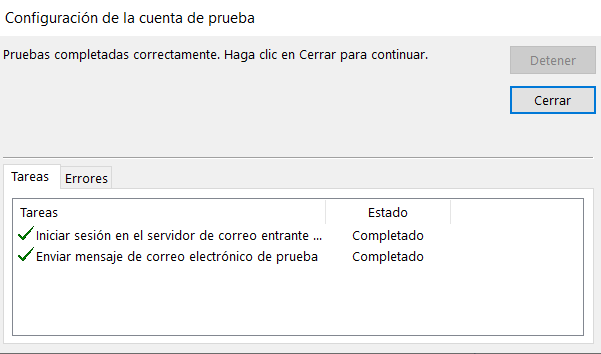 Configuración de la cuenta de prueba
Pruebas completadas correctamente. Haga clic en Cerrar para continuar.
Detener
Cerrar
Tareas Errores
Tareas Estado
Iniciar sesión en el servidor de correo entrante ... Completado
Enviar mensaje de correo electrónico de prueba Completado